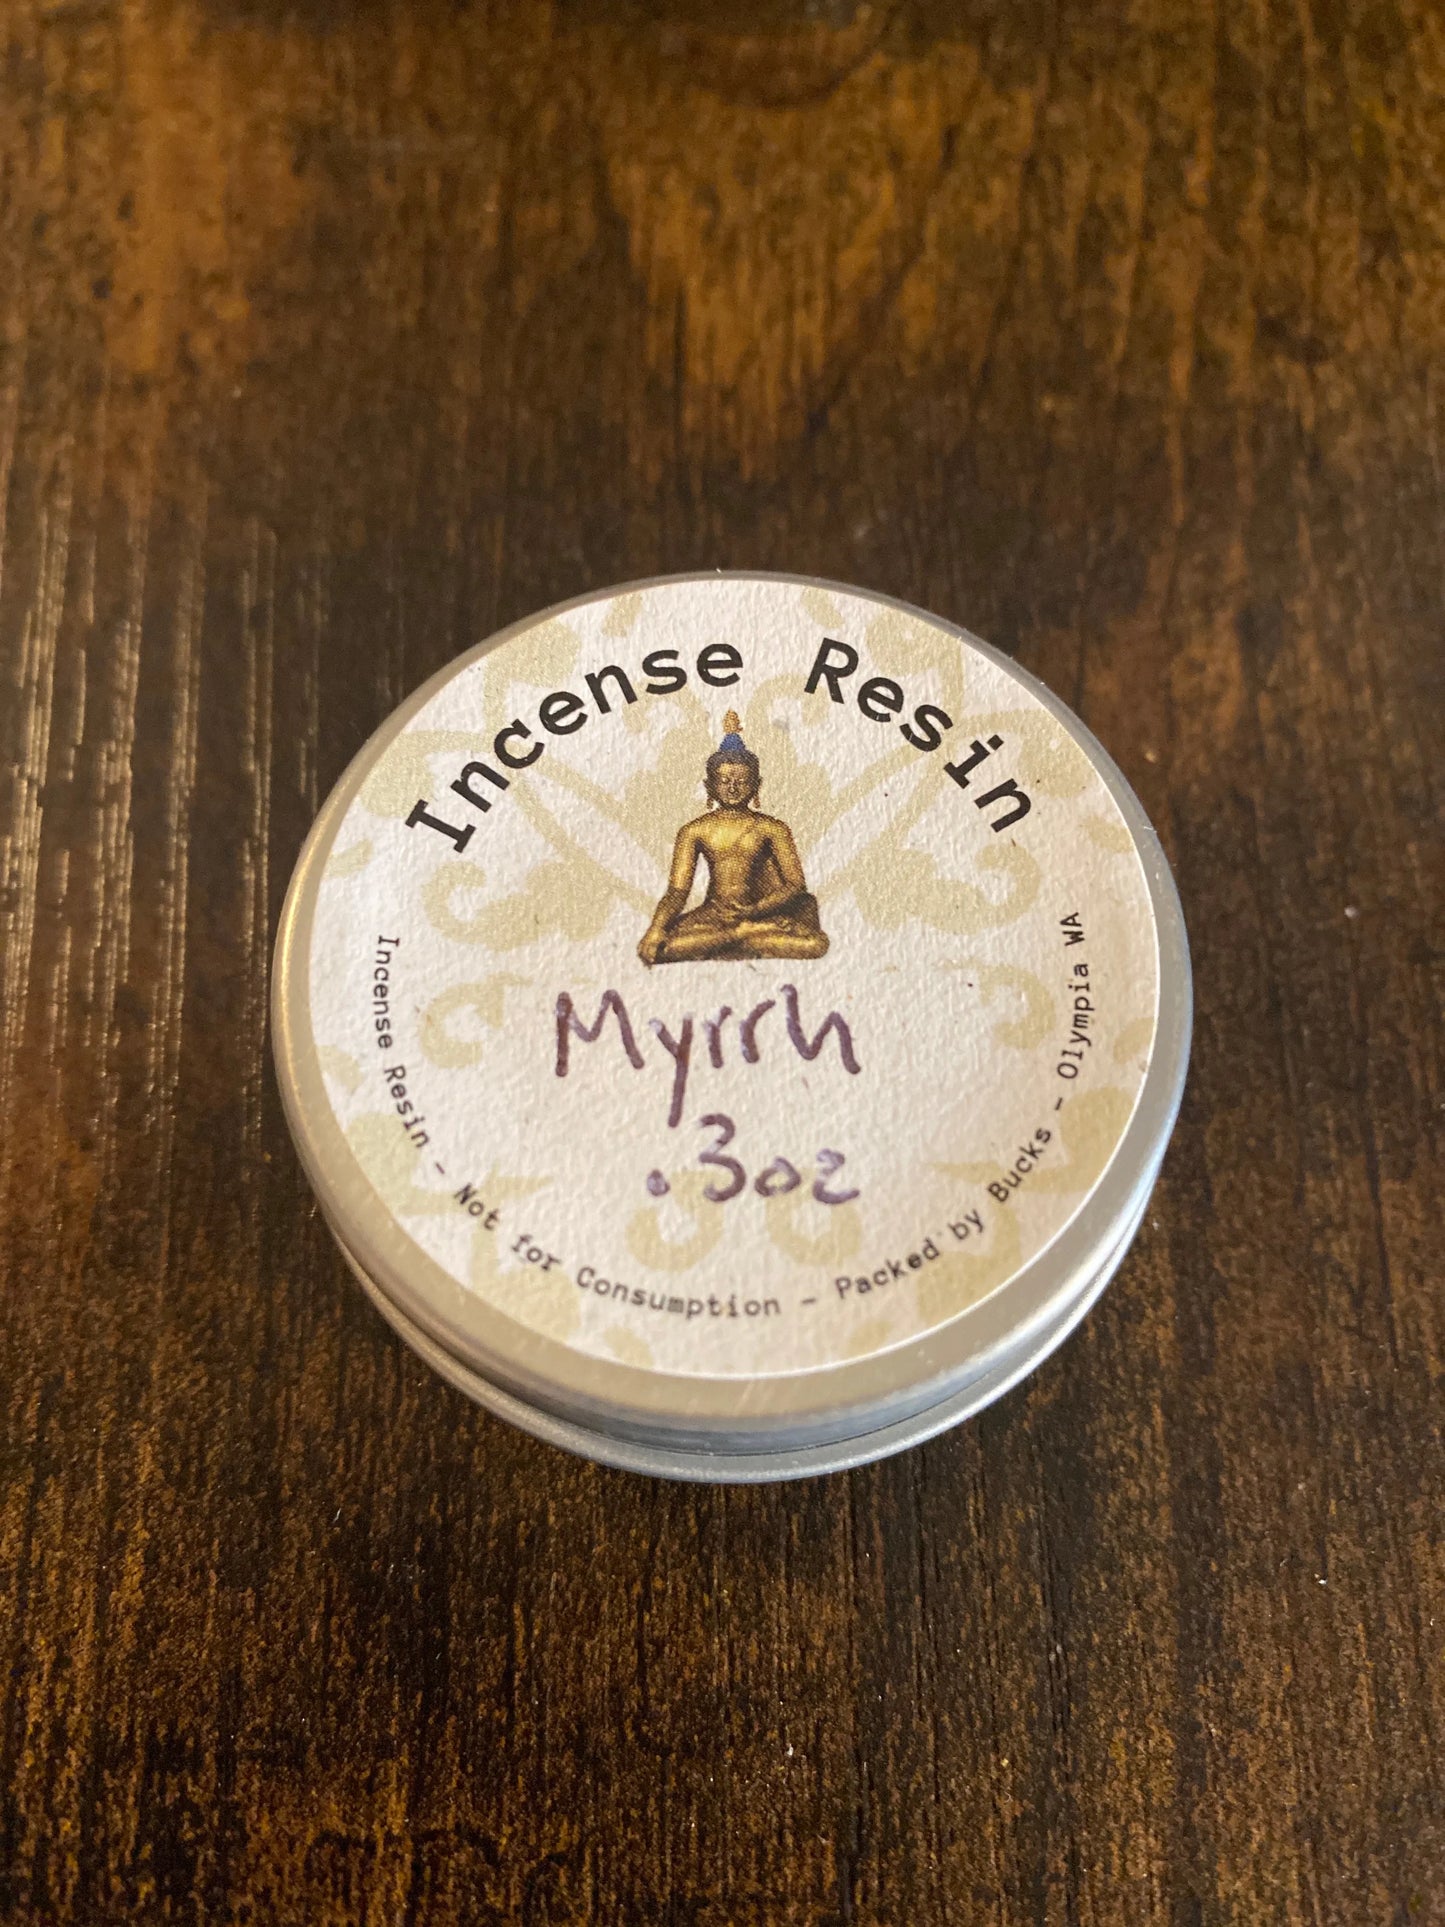 Incense Resin
Myrrh
.3oz
Incense Resin - Not for Consumption - Packed by Bucks - Olympia WA